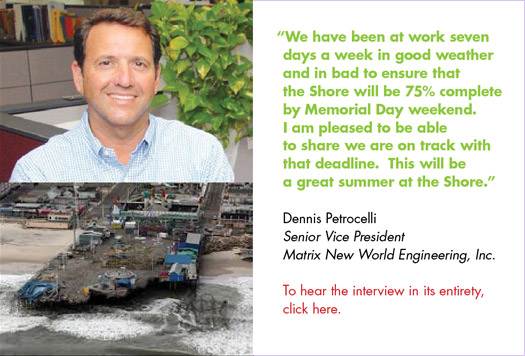 “We have been at work seven
days a week in good weather
and in bad to ensure that
the Shore will be 75% complete
by Memorial Day weekend.
I am pleased to be able
to share we are on track with
that deadline.  This will be
a great summer at the Shore.”
Dennis Petrocelli
Senior Vice President
Matrix New World Engineering, Inc.
To hear the interview in its entirety,
click here.